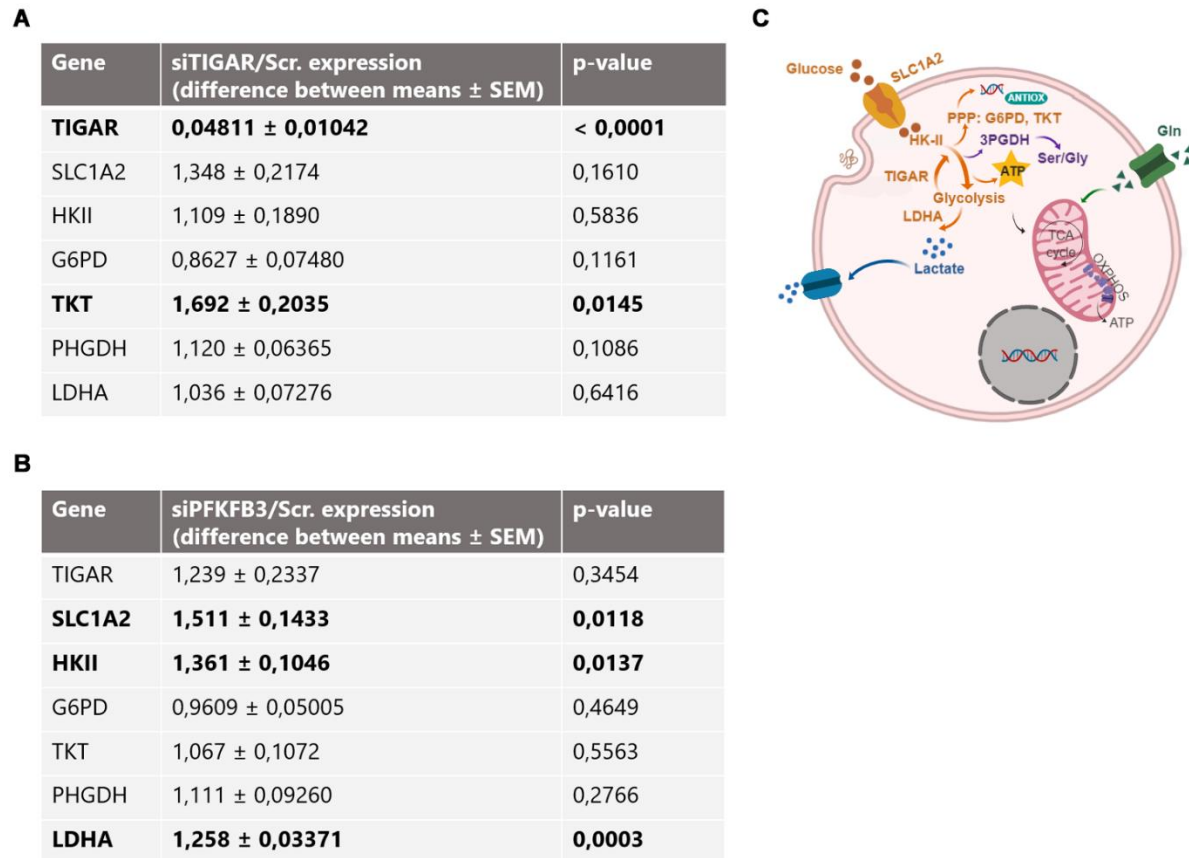 A
Gene siTIGAR/Scr. expression (difference between means ± SEM) p-value
TIGAR 0,04811 ± 0,01042 < 0,0001
SLC1A2 1,348 ± 0,2174 0,1610
HKII 1,109 ± 0,1890 0,5836
G6PD 0,8627 ± 0,07480 0,1161
TKT 1,692 ± 0,2035 0,0145
PHGDH 1,120 ± 0,06365 0,1086
LDHA 1,036 ± 0,07276 0,6416
B
Gene siPFKFB3/Scr. expression (difference between means ± SEM) p-value
TIGAR 1,239 ± 0,2337 0,3454
SLC1A2 1,511 ± 0,1433 0,0118
HKII 1,361 ± 0,1046 0,0137
G6PD 0,9609 ± 0,05005 0,4649
TKT 1,067 ± 0,1072 0,5563
PHGDH 1,111 ± 0,09260 0,2766
LDHA 1,258 ± 0,03371 0,0003
C
Glucose
SLC1A2
ANTIOX
PPP: G6PD, TKT
HK-II
3PGDH
Ser/Gly
Gln
TIGAR
ATP
Glycolysis
LDHA
Lactate
TCA
cycle
OXPHOS
ATP